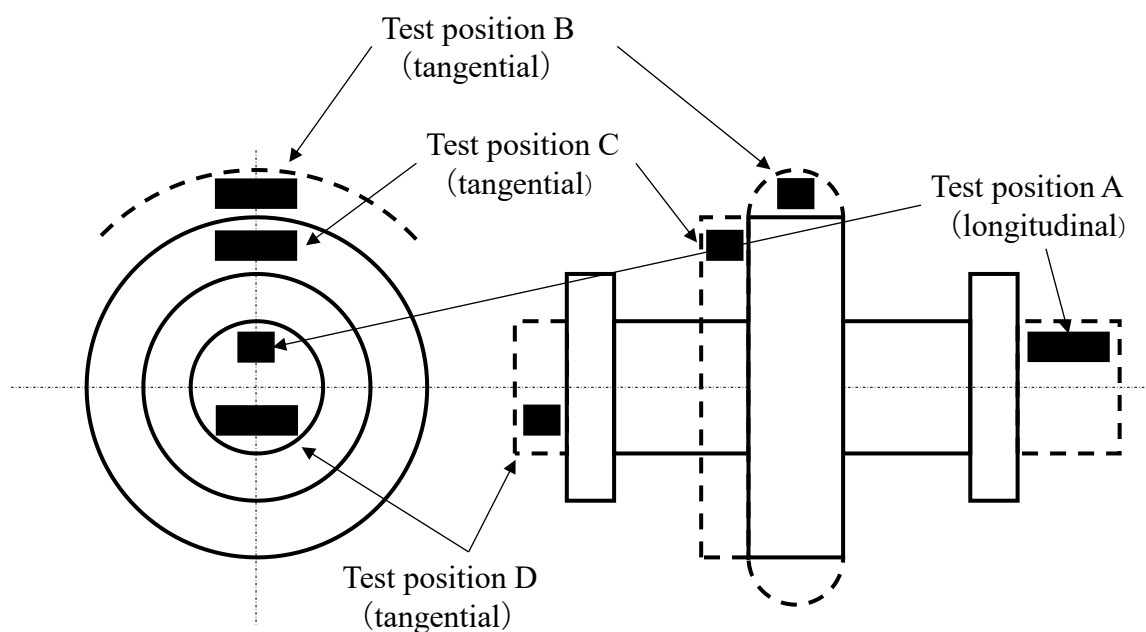 Test position B
（tangential）
Test position C
（tangential）
Test position A
（longitudinal）
Test position D
（tangential）